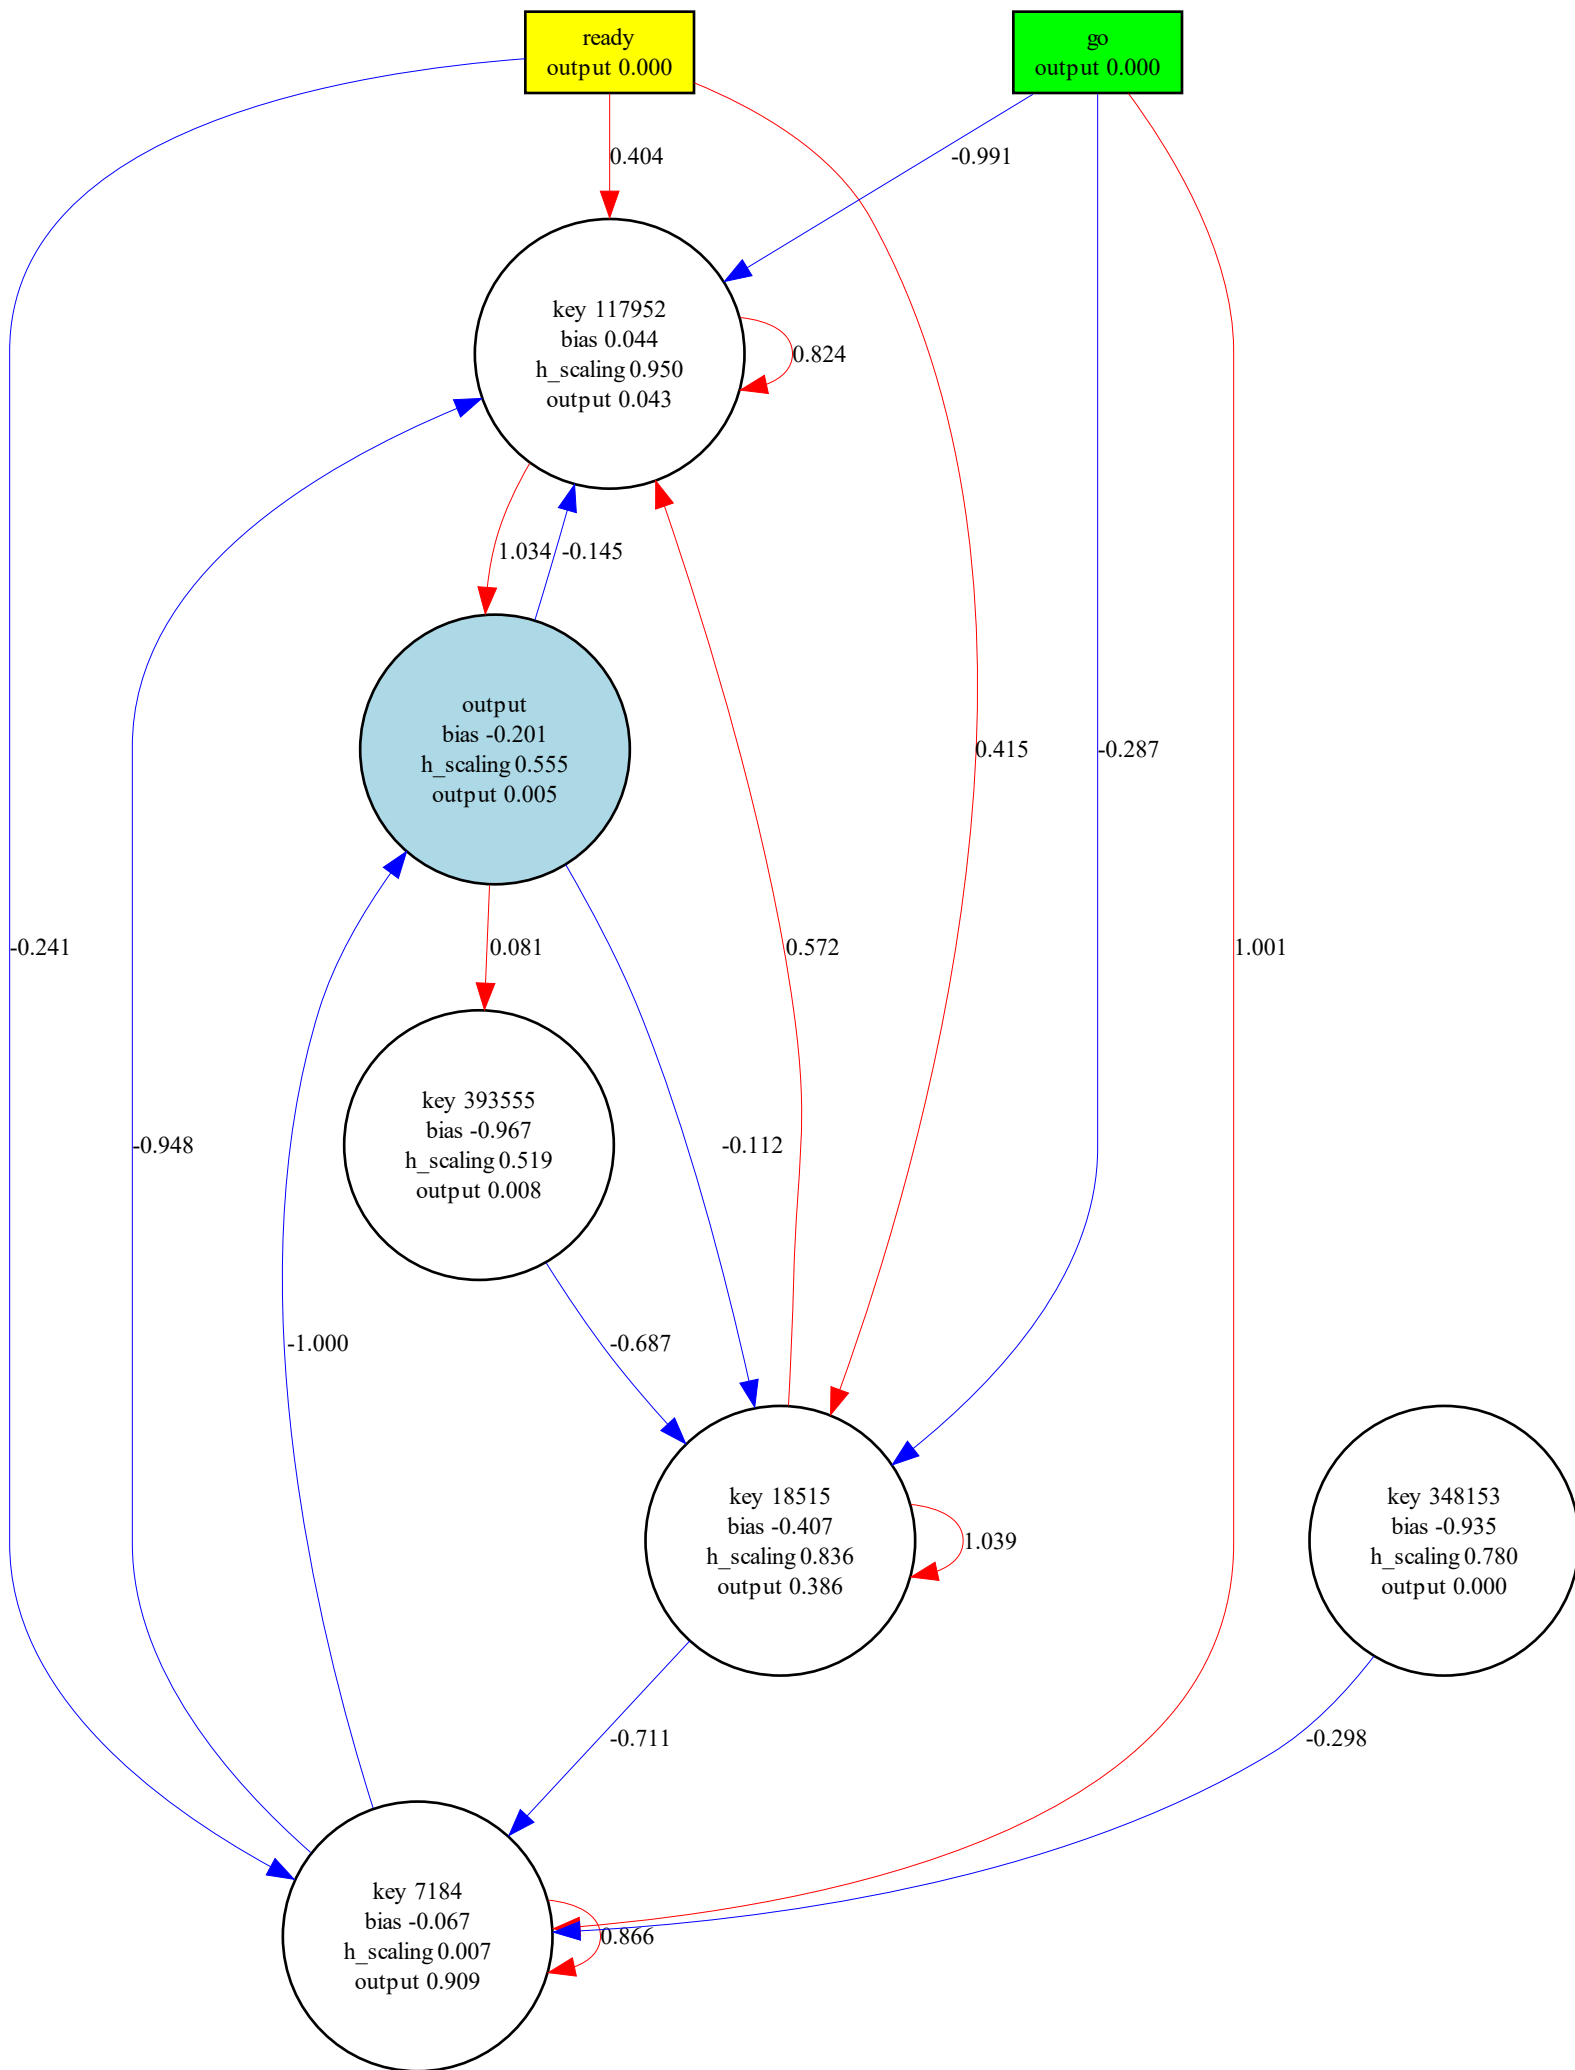 ready
output 0.000
go
output 0.000
0.404
-0.991
key 117952
bias 0.044
h_scaling 0.950
output 0.043
0.824
1.034
-0.145
output
bias -0.201
h_scaling 0.555
output 0.005
0.415
-0.287
-0.241
0.081
0.572
1.001
key 393555
bias -0.967
h_scaling 0.519
output 0.008
-0.948
-0.112
-1.000
-0.687
key 18515
bias -0.407
h_scaling 0.836
output 0.386
1.039
key 348153
bias -0.935
h_scaling 0.780
output 0.000
-0.711
-0.298
key 7184
bias -0.067
h_scaling 0.007
output 0.909
0.866